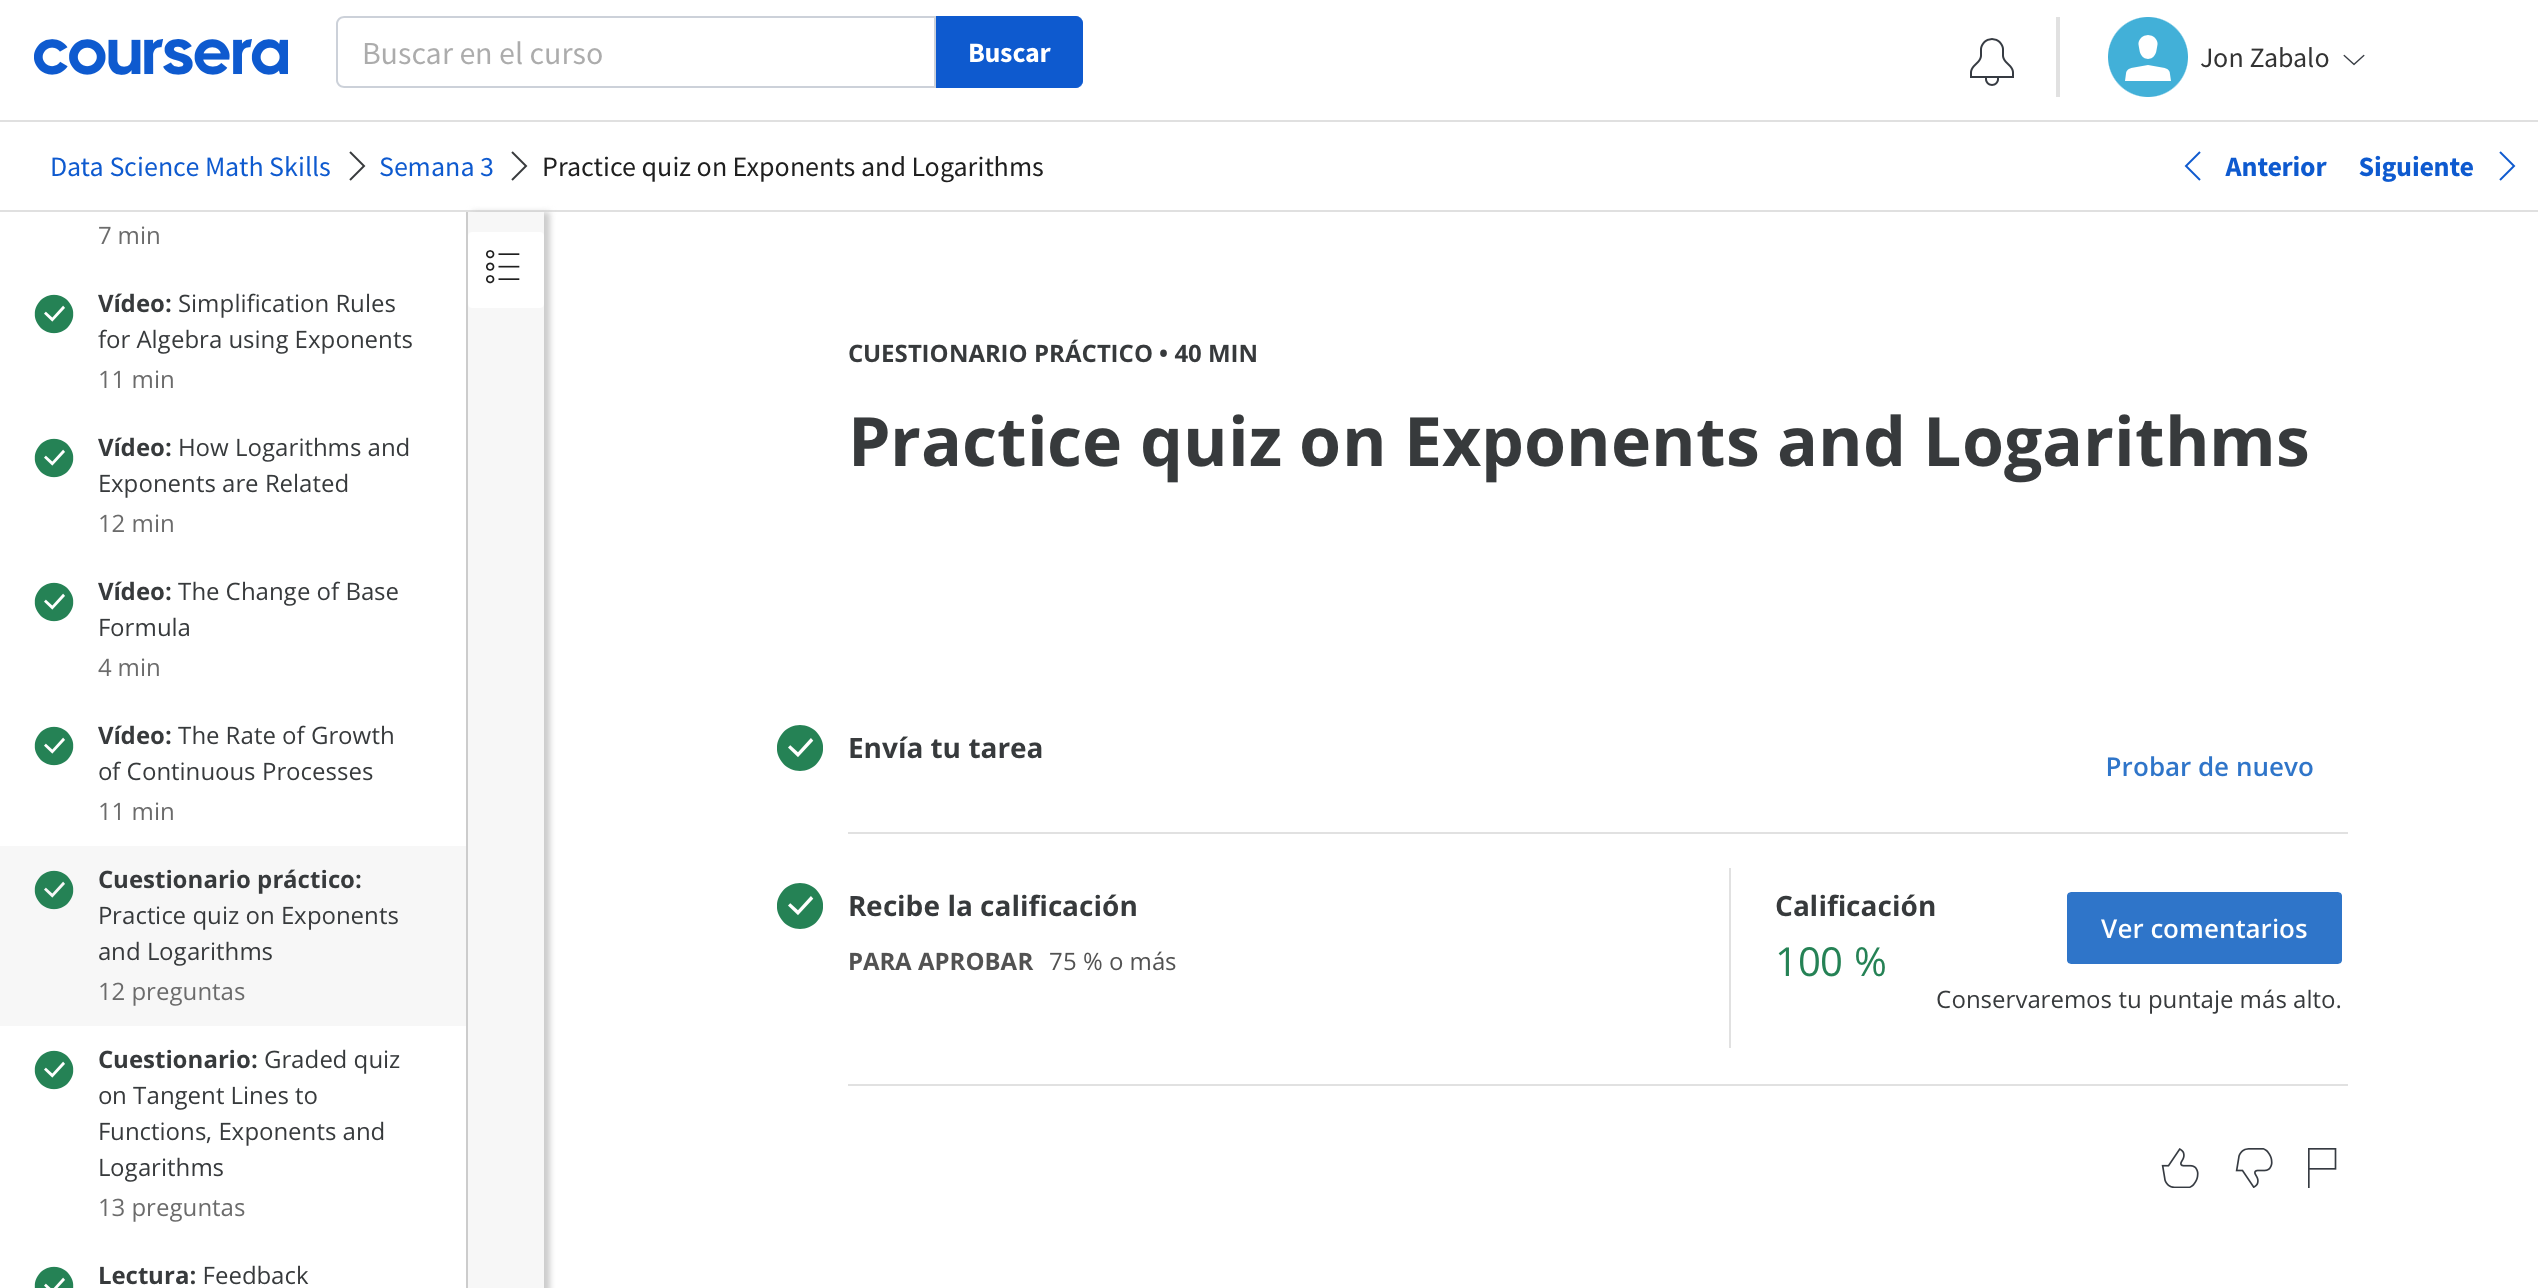 coursera
Buscar en el curso
Buscar
Jon Zabalo
Data Science Math Skills
Semana 3
Practice quiz on Exponents and Logarithms
Anterior
Siguiente
7 min
Vídeo: Simplification Rules
for Algebra using Exponents
11 min
Vídeo: How Logarithms and
Exponents are Related
12 min
Vídeo: The Change of Base
Formula
4 min
Vídeo: The Rate of Growth
of Continuous Processes
11 min
Cuestionario práctico:
Practice quiz on Exponents
and Logarithms
12 preguntas
Cuestionario: Graded quiz
on Tangent Lines to
Functions, Exponents and
Logarithms
13 preguntas
Lectura: Feedback
CUESTIONARIO PRÁCTICO • 40 MIN
Practice quiz on Exponents and Logarithms
Envía tu tarea
Probar de nuevo
Recibe la calificación
PARA APROBAR 75 % o más
Calificación
100 %
Ver comentarios
Conservaremos tu puntaje más alto.